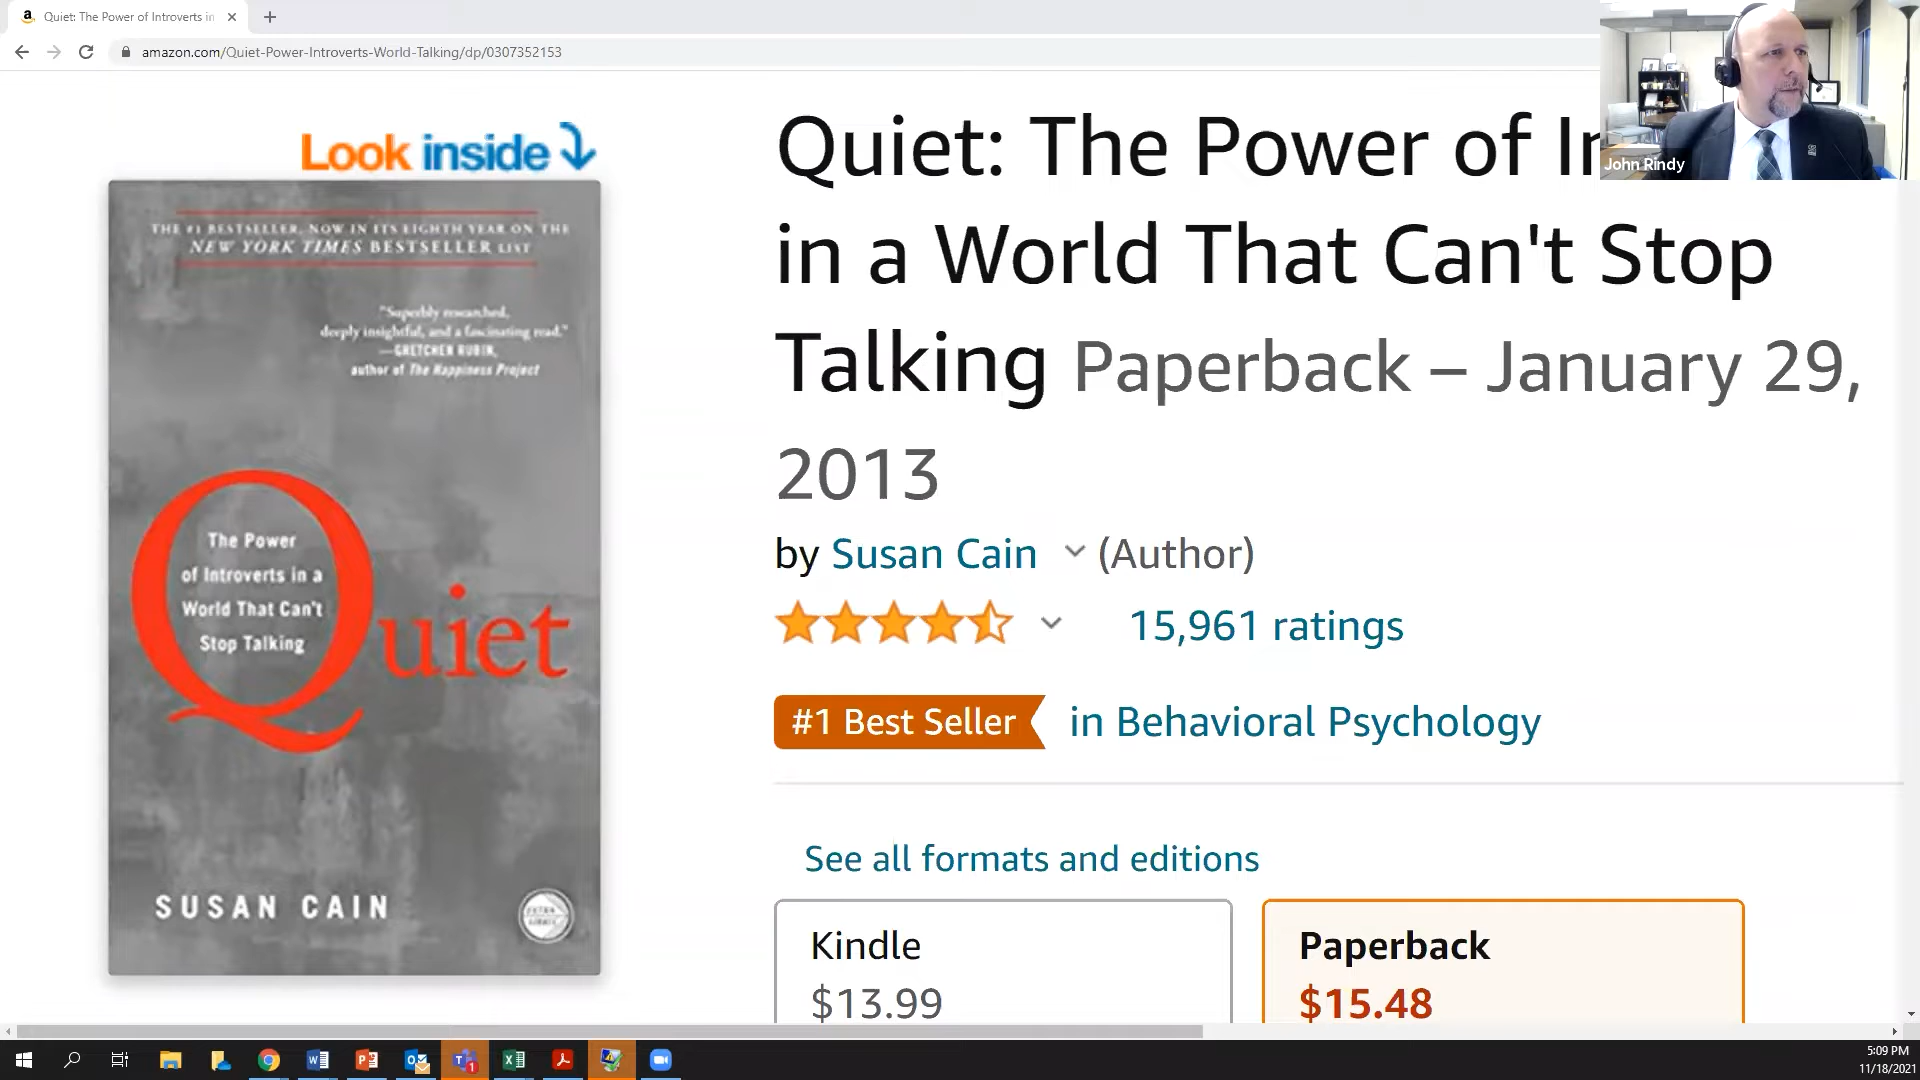 Quiet: The Power of Introverts in
amazon.com/Quiet-Power-Introverts-World-Talking/dp/0307352153
John Rindy
Look inside
THE #1 BESTSELLER, NOW IN ITS EIGHTH YEAR ON THE
NEW YORK TIMES BESTSELLER LIST
"Superbly researched,
deeply insightful, and a fascinating read."
—GRETCHEN RUBIN,
author of The Happiness Project
The Power
of Introverts in a
World That Can't
Stop Talking
Quiet
SUSAN CAIN
Quiet: The Power of In
in a World That Can't Stop
Talking Paperback – January 29,
2013
by Susan Cain (Author)
15,961 ratings
#1 Best Seller in Behavioral Psychology
See all formats and editions
Kindle
$13.99
Paperback
$15.48
5:09 PM
11/18/2021